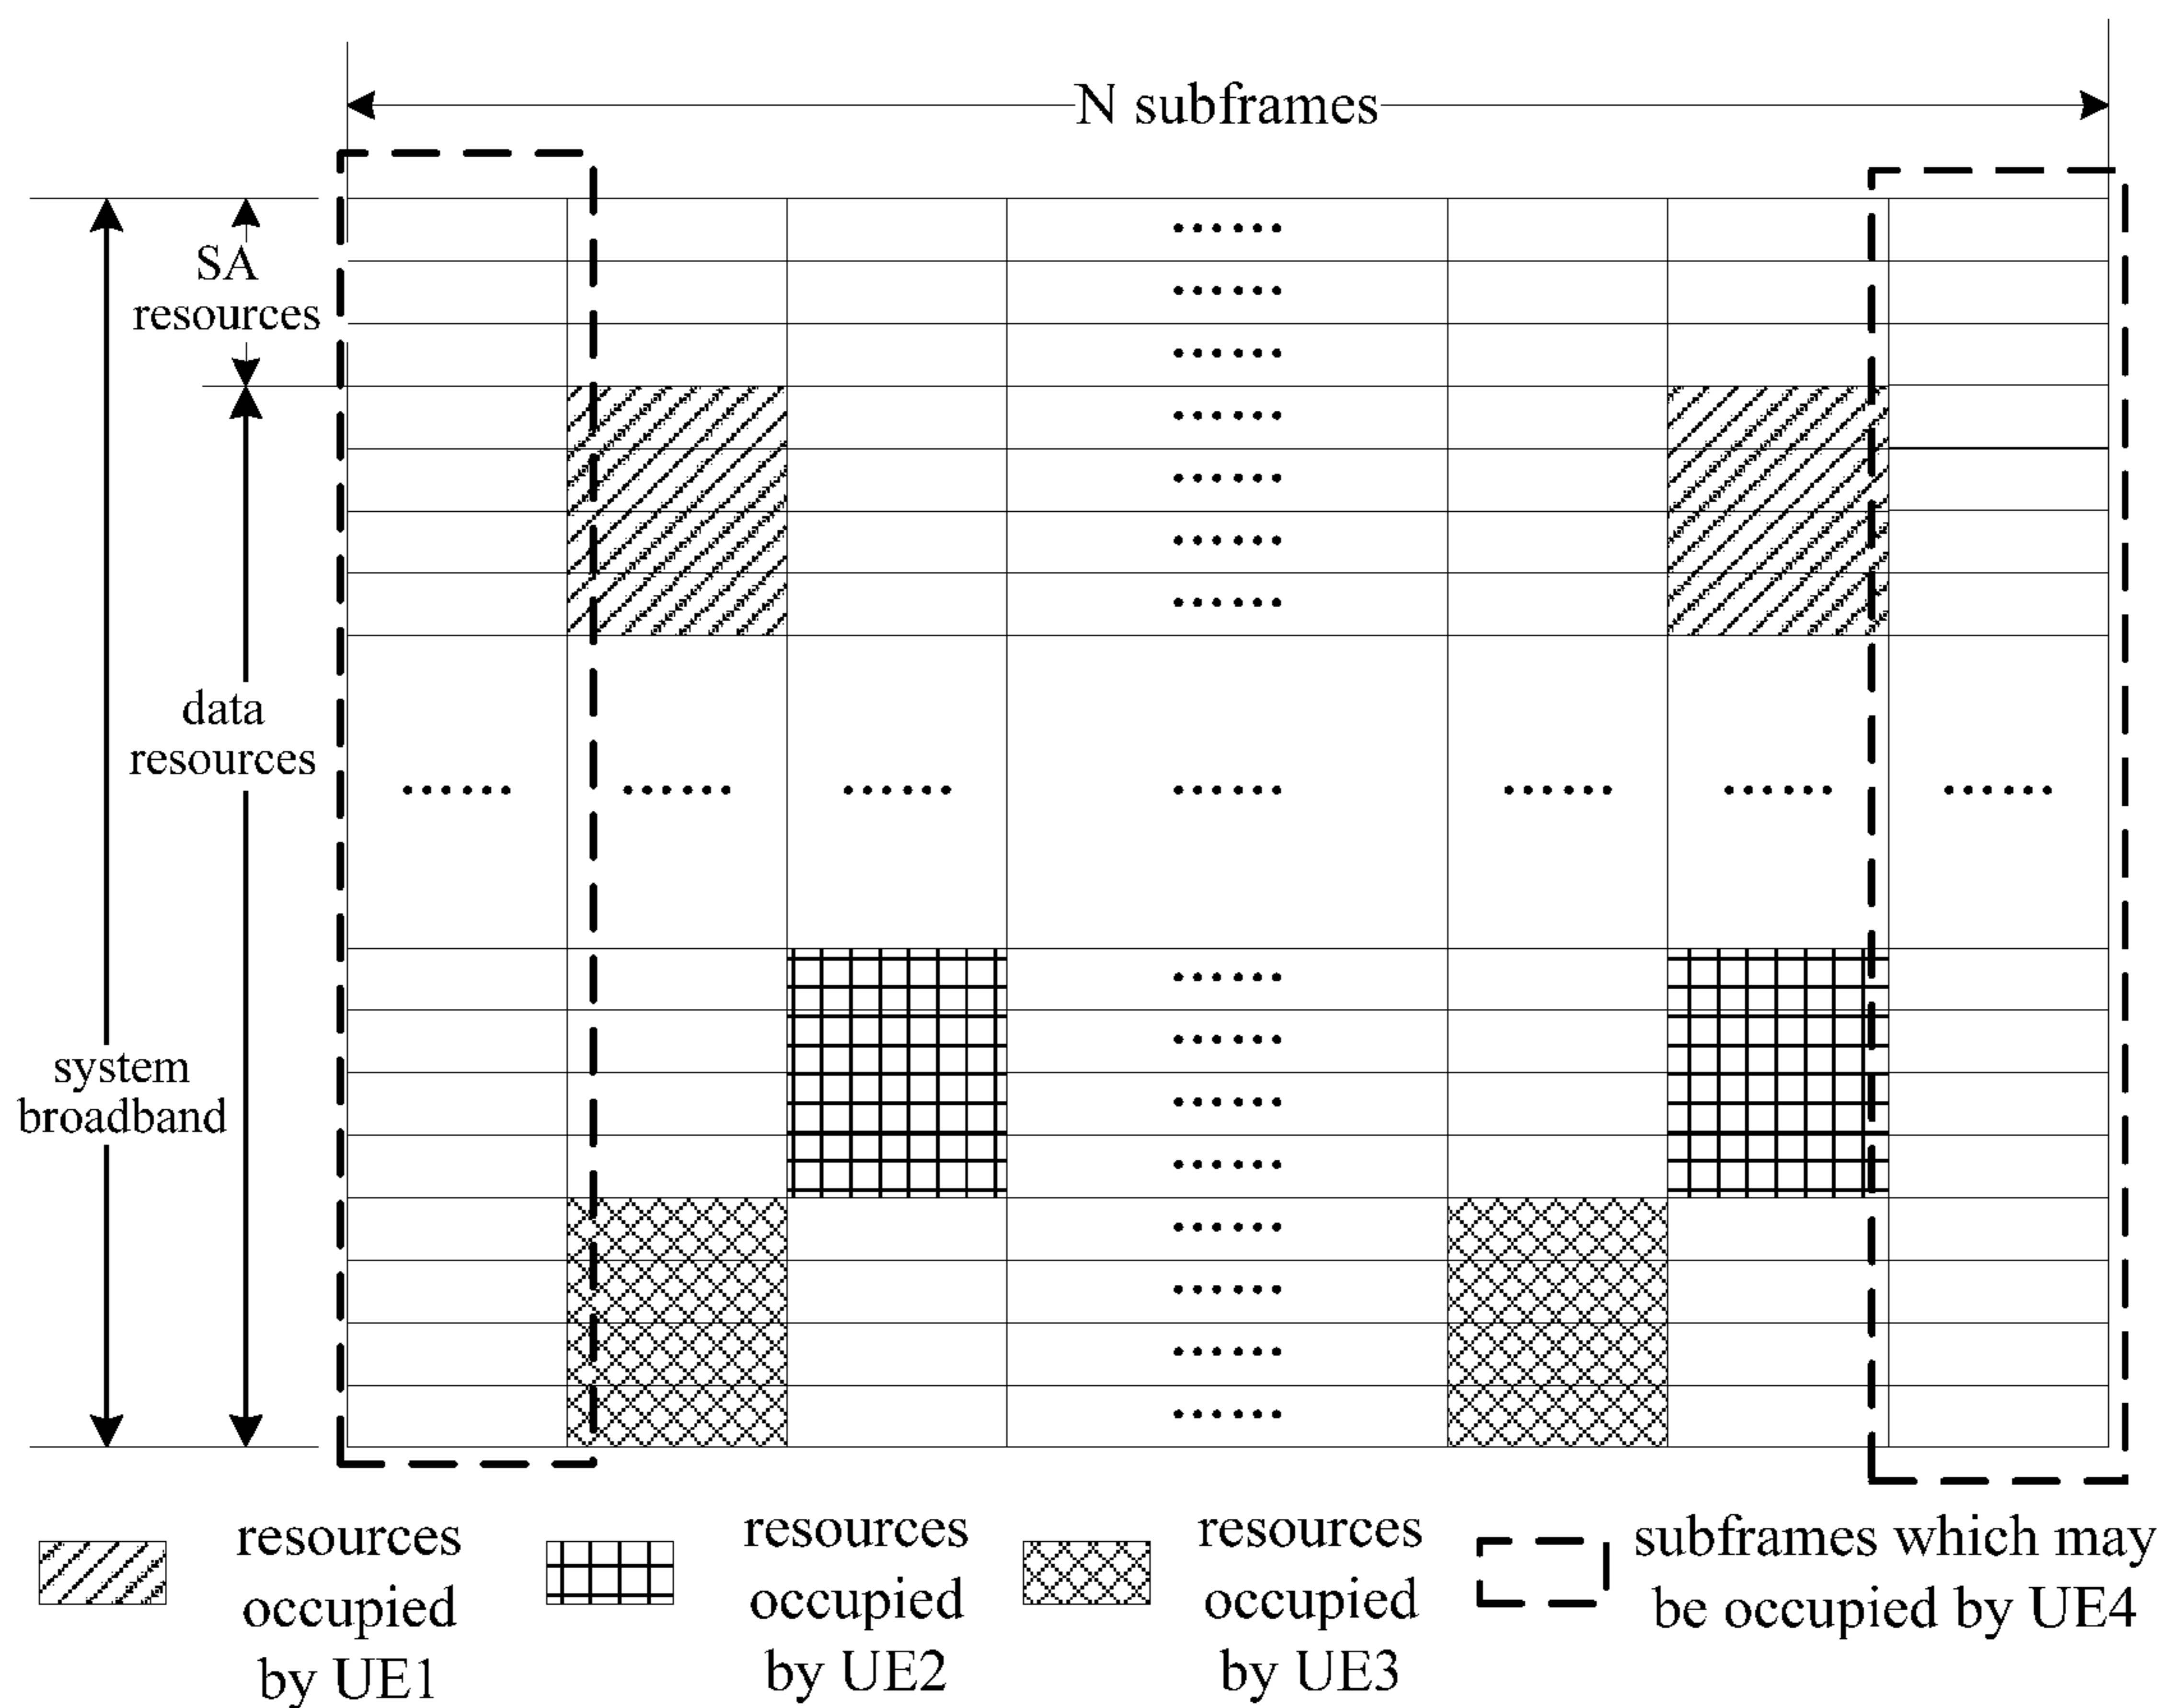 N subframes
SA
resources
data
resources
system
broadband
resources
occupied
by UE1
resources
occupied
by UE2
resources
occupied
by UE3
subframes which may
be occupied by UE4